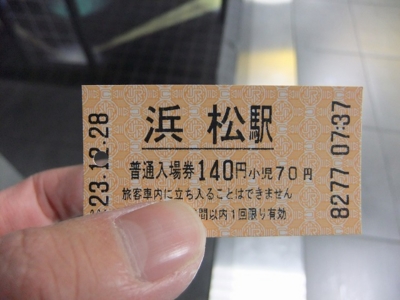 浜松駅
普通入場券140円小児70円
旅客車内に立ち入ることはできません
間以内1回限り有効
23.12.28
8277 07:37